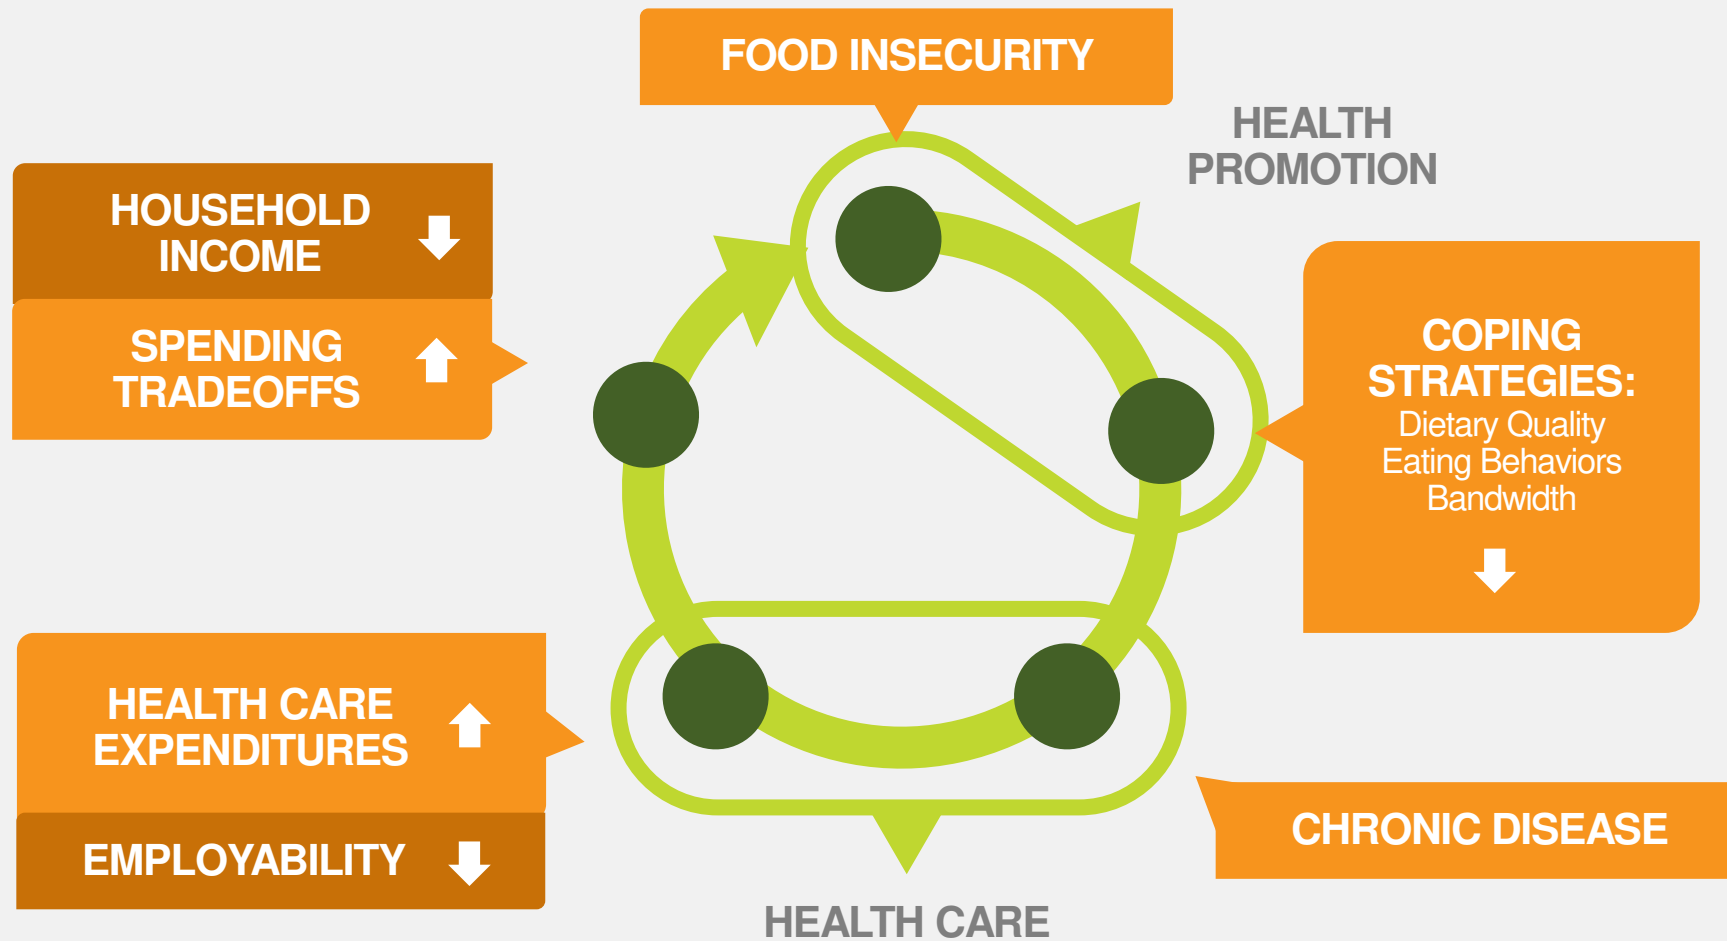 FOOD INSECURITY
HEALTH
PROMOTION
HOUSEHOLD
INCOME
SPENDING
TRADEOFFS
COPING
STRATEGIES:
Dietary Quality
Eating Behaviors
Bandwidth
HEALTH CARE
EXPENDITURES
EMPLOYABILITY
CHRONIC DISEASE
HEALTH CARE